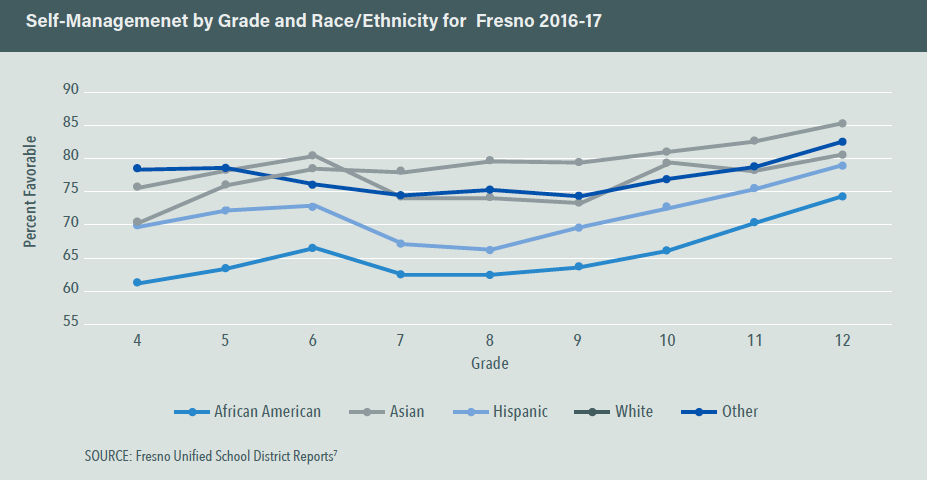 Self-Managemenet by Grade and Race/Ethnicity for Fresno 2016-17
90
85
80
75
70
65
60
55
Percent Favorable
4 5 6 7 8 9 10 11 12
Grade
African American Asian Hispanic White Other
SOURCE: Fresno Unified School District Reports⁷